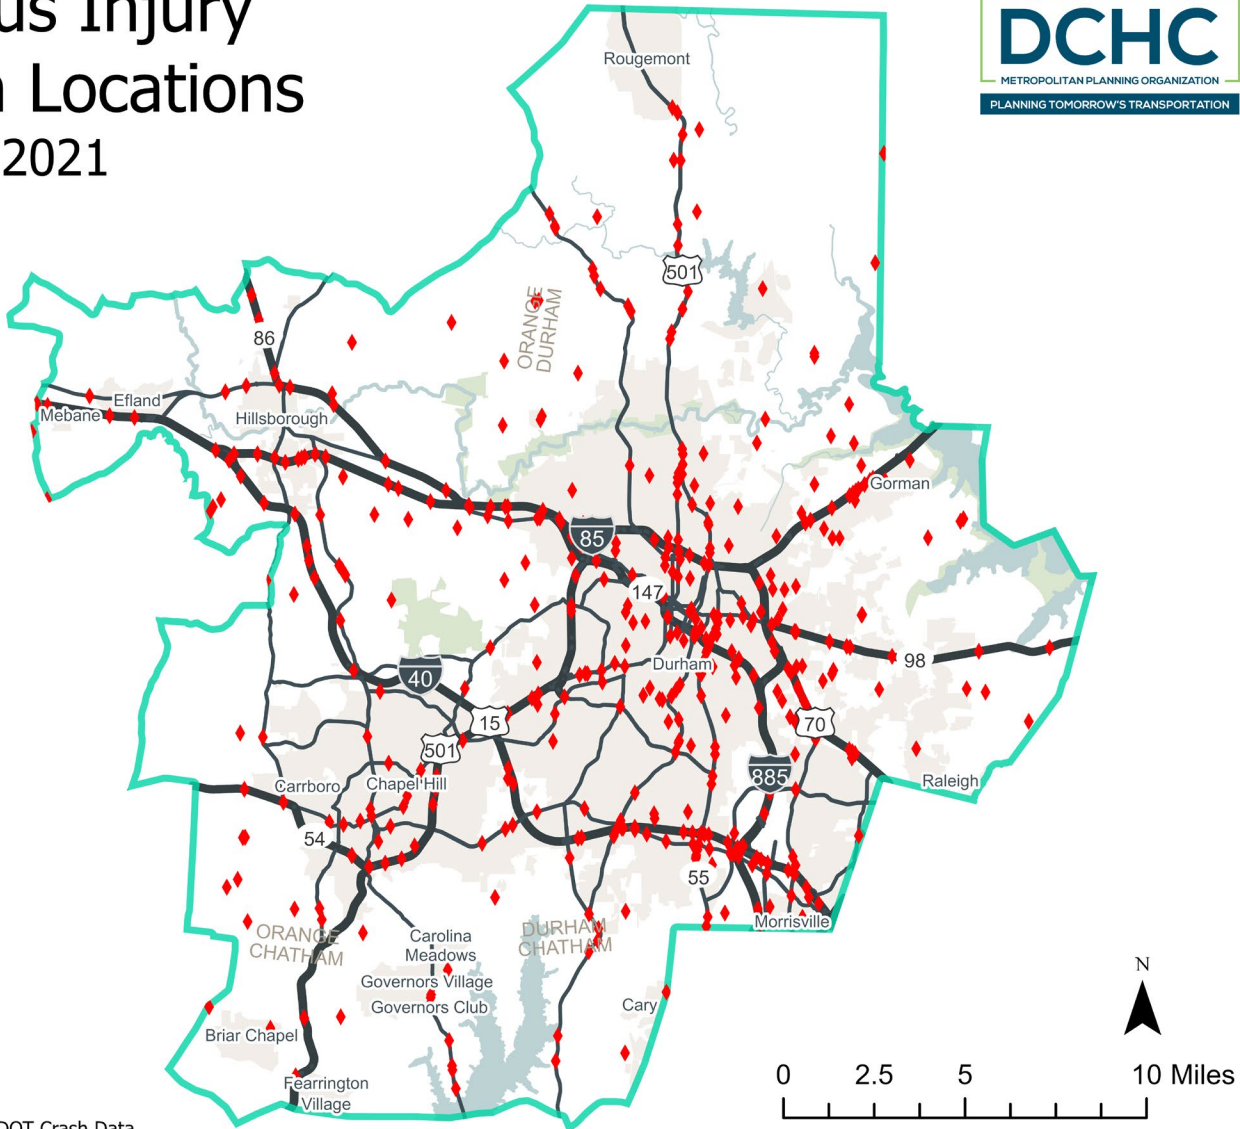 us Injury
Locations
2021
DCHC
METROPOLITAN PLANNING ORGANIZATION
PLANNING TOMORROW'S TRANSPORTATION
Rougemont
501
ORANGE
DURHAM
86
Efland
Mebane
Hillsborough
Gorman
85
147
98
Durham
40
15
70
501
885
Raleigh
Carrboro
Chapel Hill
54
55
Morrisville
ORANGE
CHATHAM
DURHAM
CHATHAM
Carolina
Meadows
Governors Village
Governors Club
Cary
Briar Chapel
Fearrington
Village
N
0 2.5 5 10 Miles
DOT Crash Data